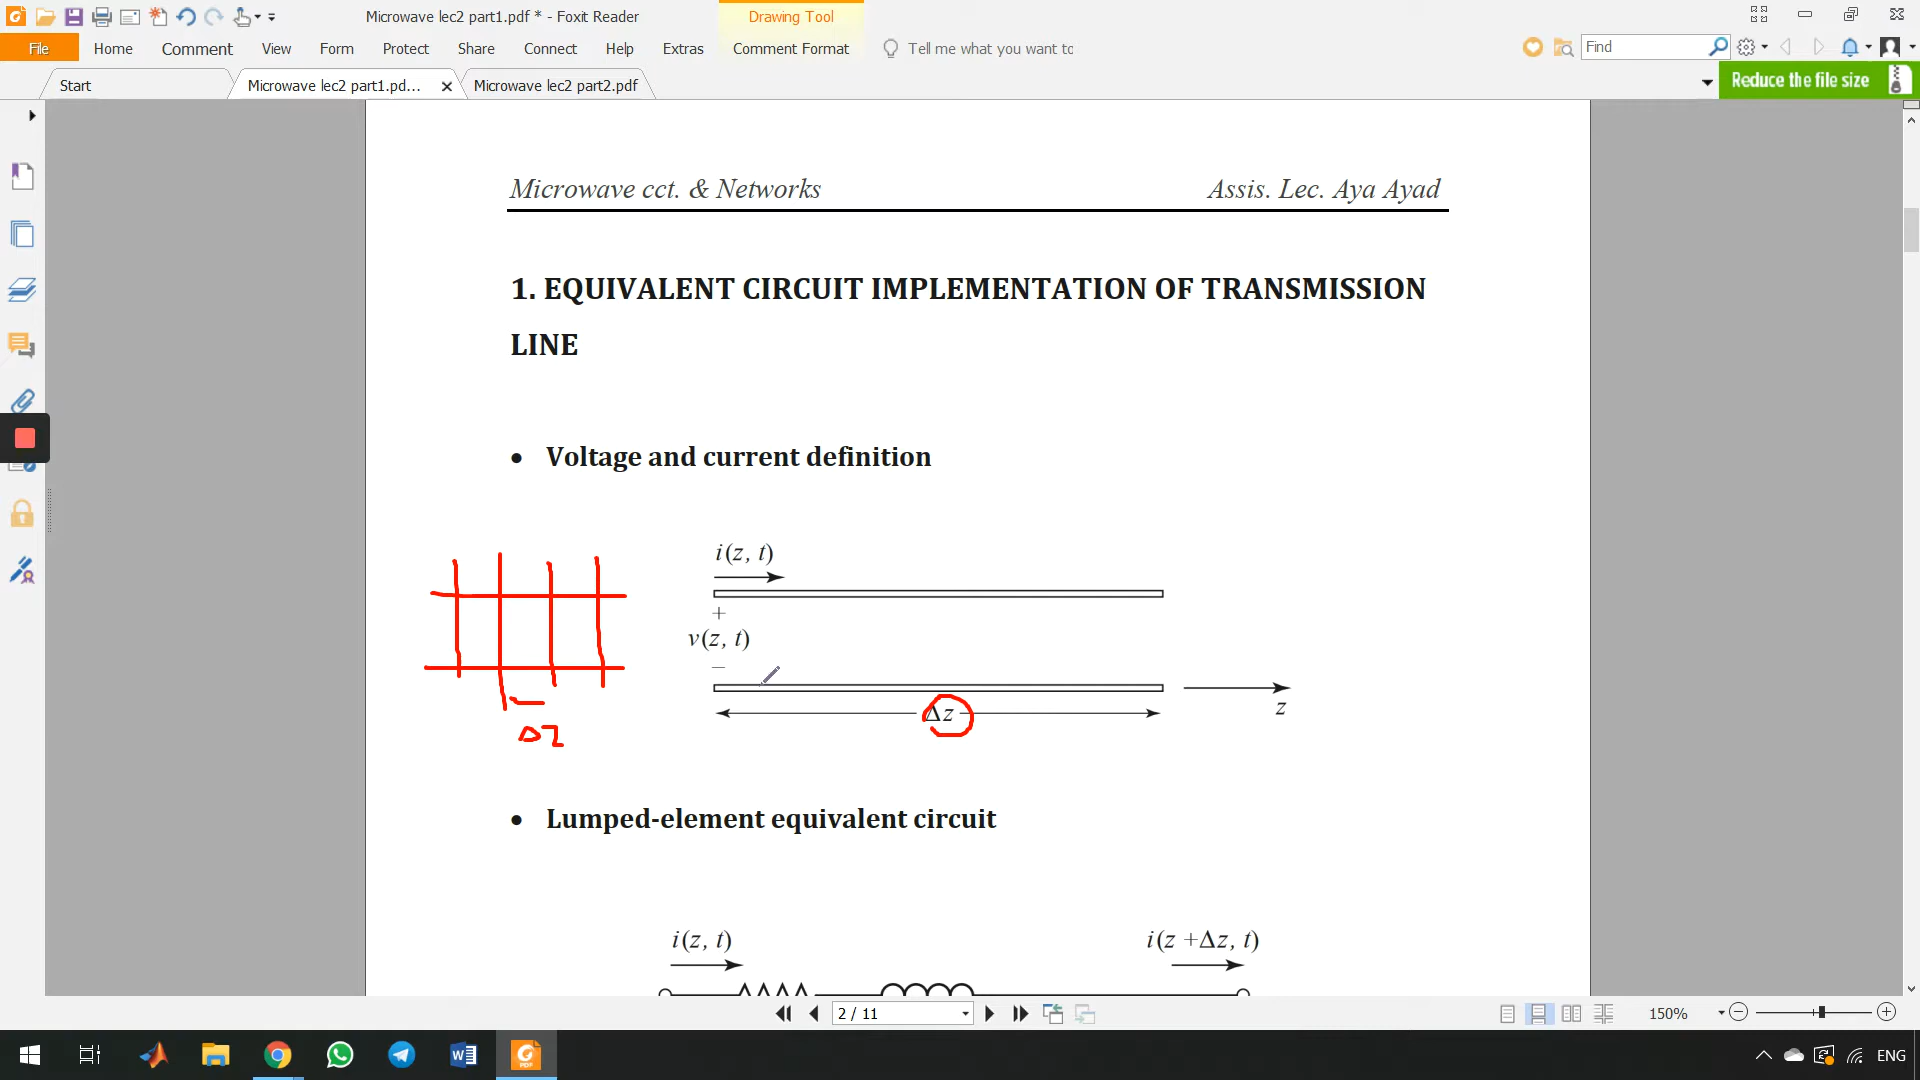 Microwave lec2 part1.pdf * - Foxit Reader
Drawing Tool
File
Home
Comment
View
Form
Protect
Share
Connect
Help
Extras
Comment Format
Tell me what you want to
Find
Start
Microwave lec2 part1.pd...
Microwave lec2 part2.pdf
Reduce the file size
Microwave cct. & Networks
Assis. Lec. Aya Ayad
1. EQUIVALENT CIRCUIT IMPLEMENTATION OF TRANSMISSION
LINE
• Voltage and current definition
i(z, t)
+
v(z, t)
−
Δz
z
Δz
• Lumped-element equivalent circuit
i(z, t)
i(z +Δz, t)
2 / 11
150%
W
PDF
ENG